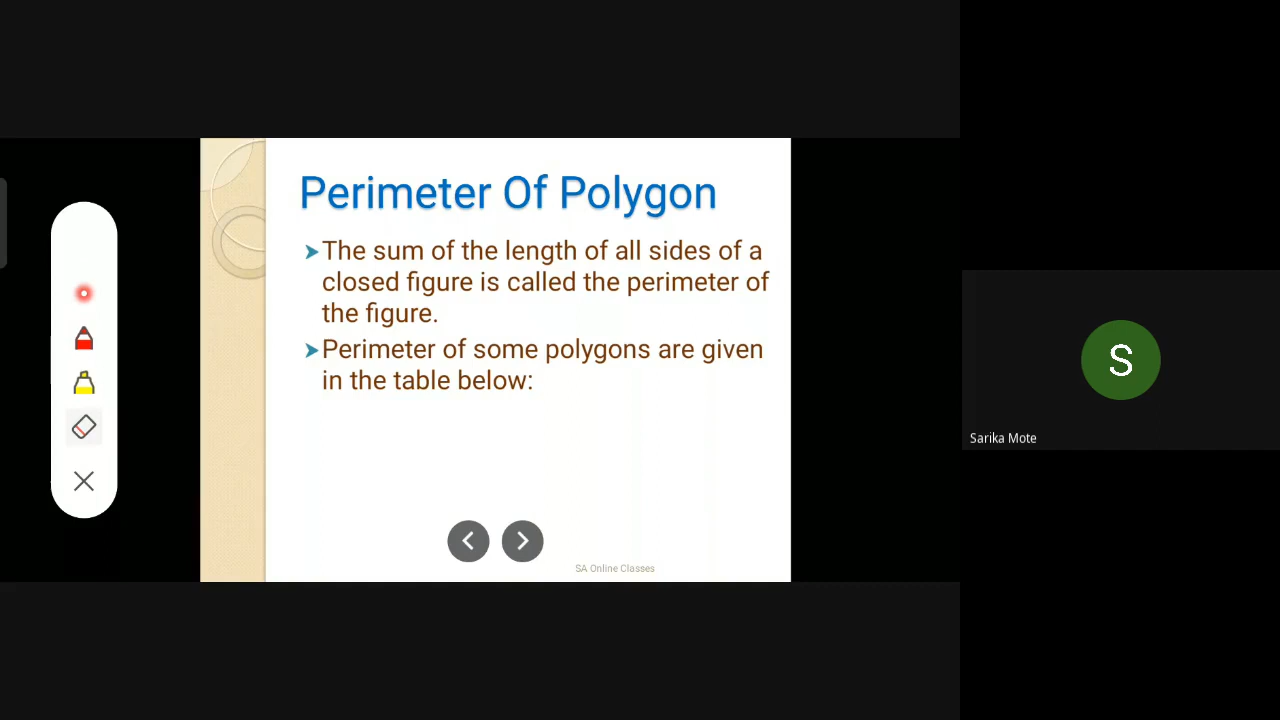 Perimeter Of Polygon
➤The sum of the length of all sides of a
closed figure is called the perimeter of
the figure.
➤Perimeter of some polygons are given
in the table below:
SA Online Classes
S
Sarika Mote